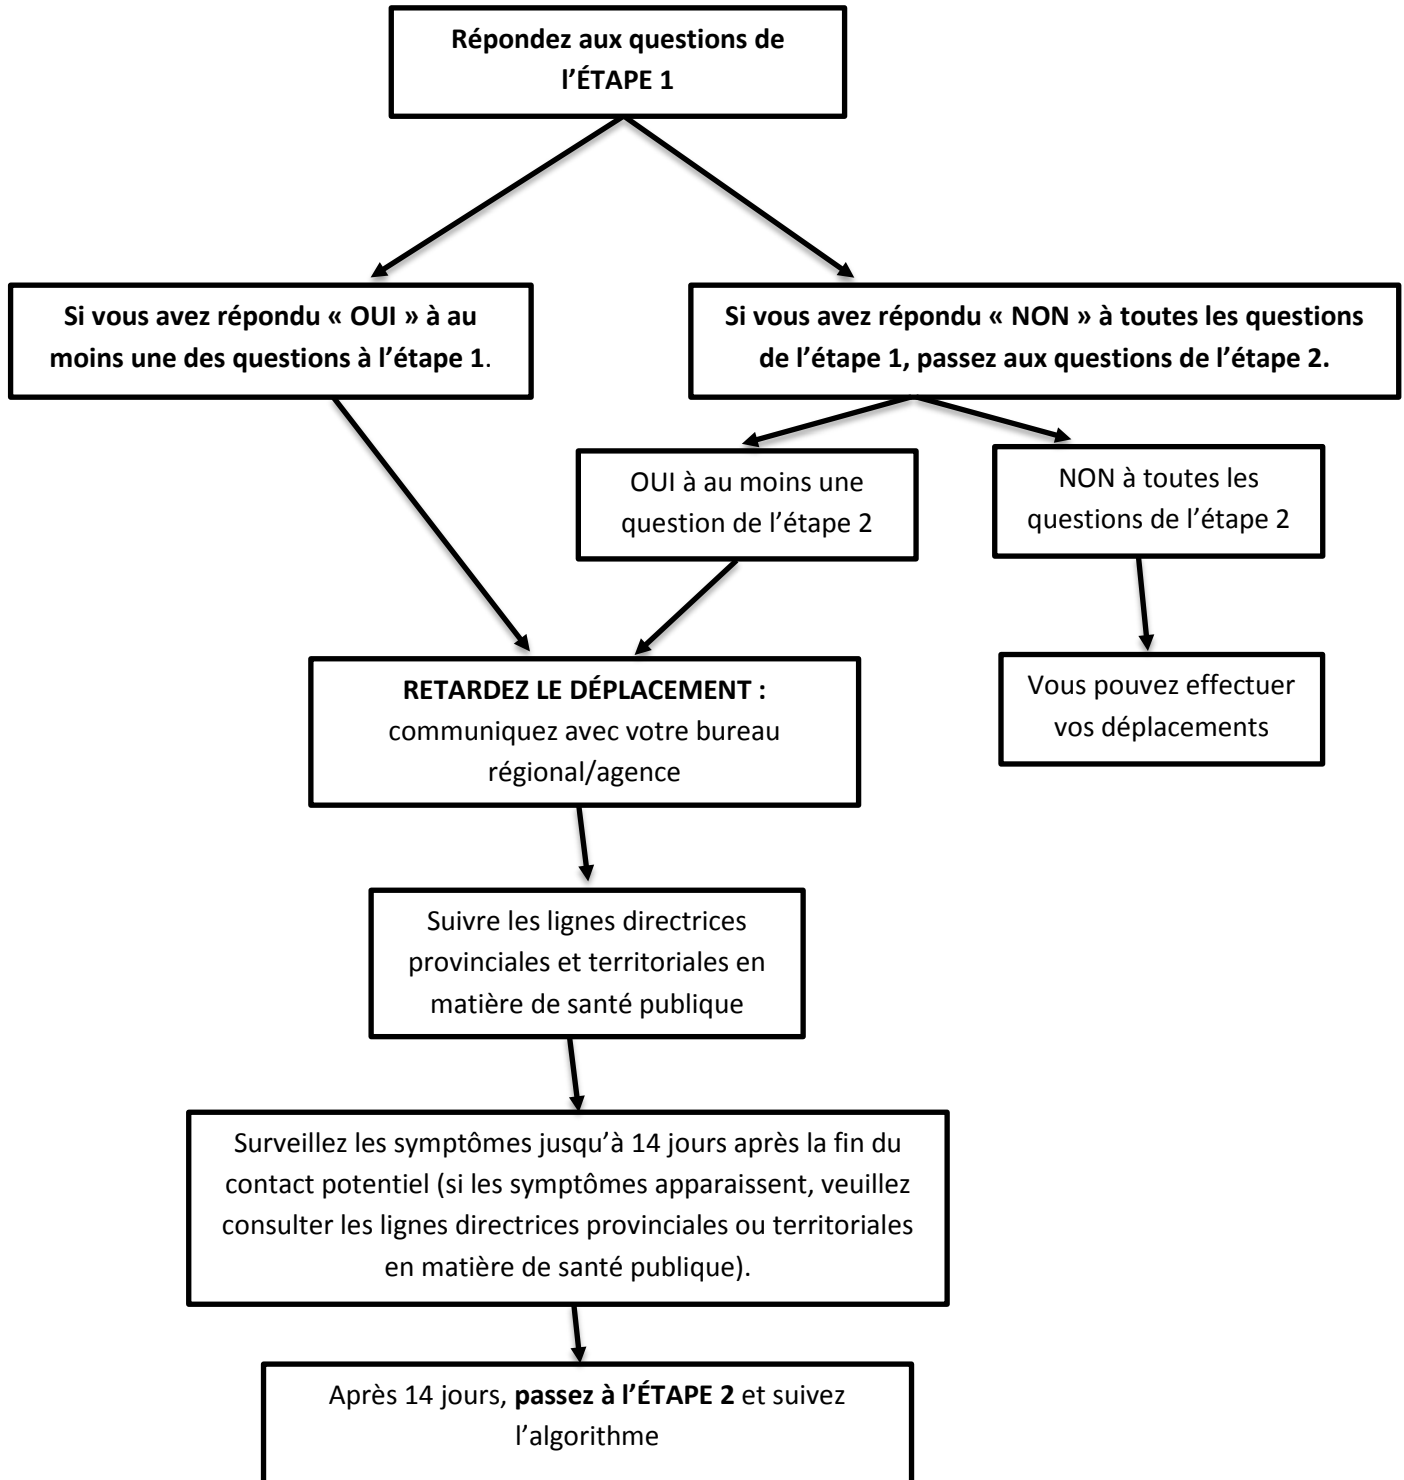 Répondez aux questions de
l’ÉTAPE 1
Si vous avez répondu « OUI » à au
moins une des questions à l’étape 1.
Si vous avez répondu « NON » à toutes les questions
de l’étape 1, passez aux questions de l’étape 2.
OUI à au moins une
question de l’étape 2
NON à toutes les
questions de l’étape 2
RETARDEZ LE DÉPLACEMENT :
communiquez avec votre bureau
régional/agence
Vous pouvez effectuer
vos déplacements
Suivre les lignes directrices
provinciales et territoriales en
matière de santé publique
Surveillez les symptômes jusqu’à 14 jours après la fin du
contact potentiel (si les symptômes apparaissent, veuillez
consulter les lignes directrices provinciales ou territoriales
en matière de santé publique).
Après 14 jours, passez à l’ÉTAPE 2 et suivez
l’algorithme